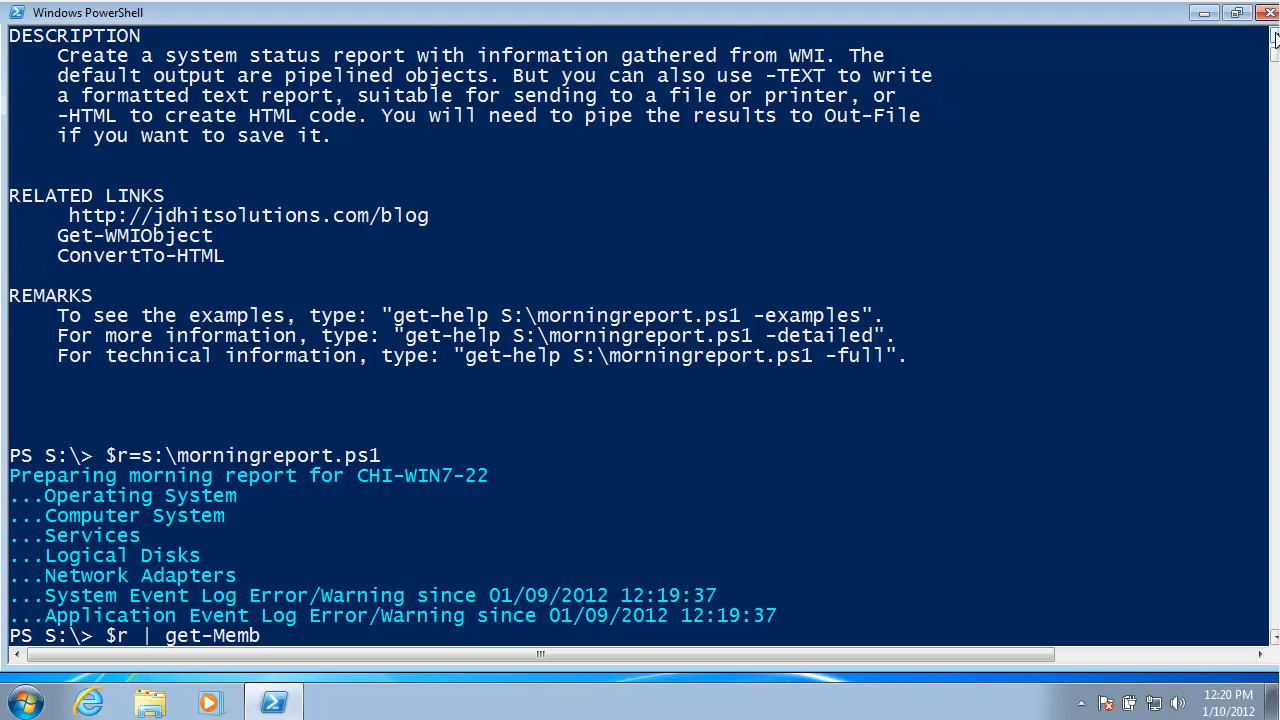 Windows PowerShell
DESCRIPTION
Create a system status report with information gathered from WMI. The
default output are pipelined objects. But you can also use -TEXT to write
a formatted text report, suitable for sending to a file or printer, or
-HTML to create HTML code. You will need to pipe the results to Out-File
if you want to save it.
RELATED LINKS
http://jdhitsolutions.com/blog
Get-WMIObject
ConvertTo-HTML
REMARKS
To see the examples, type: "get-help S:\morningreport.ps1 -examples".
For more information, type: "get-help S:\morningreport.ps1 -detailed".
For technical information, type: "get-help S:\morningreport.ps1 -full".
PS S:\> $r=s:\morningreport.ps1
Preparing morning report for CHI-WIN7-22
...Operating System
...Computer System
...Services
...Logical Disks
...Network Adapters
...System Event Log Error/Warning since 01/09/2012 12:19:37
...Application Event Log Error/Warning since 01/09/2012 12:19:37
PS S:\> $r | get-Memb
12:20 PM
1/10/2012